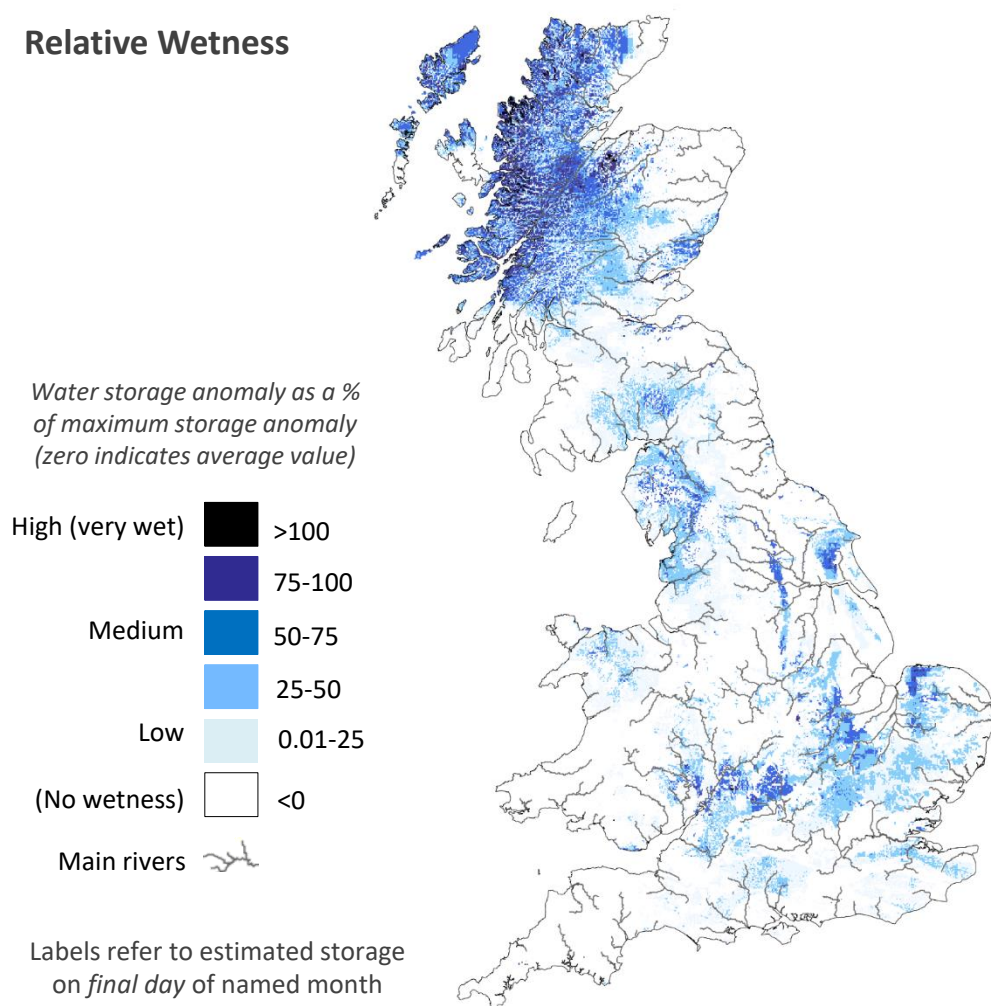 Relative Wetness
Water storage anomaly as a %
of maximum storage anomaly
(zero indicates average value)
High (very wet) >100
75-100
Medium 50-75
25-50
Low 0.01-25
(No wetness) <0
Main rivers
Labels refer to estimated storage
on final day of named month